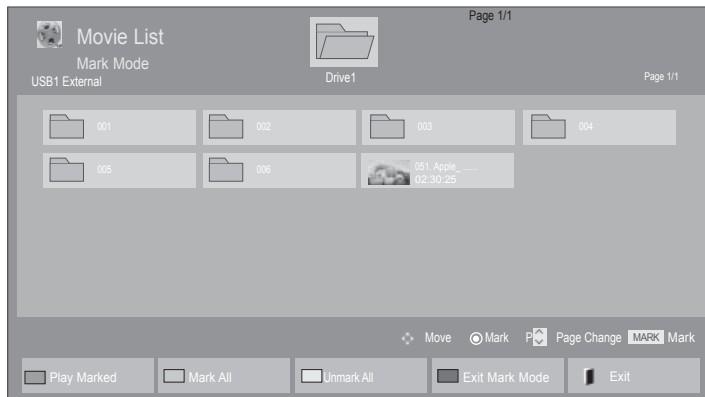 Page 1/1
Movie List
Mark Mode
USB1 External
Drive1
Page 1/1
001
002
003
004
005
006
051. Apple_ ......
02:30:25
Move
Mark
P
Page Change
MARK
Mark
Play Marked
Mark All
Unmark All
Exit Mark Mode
Exit